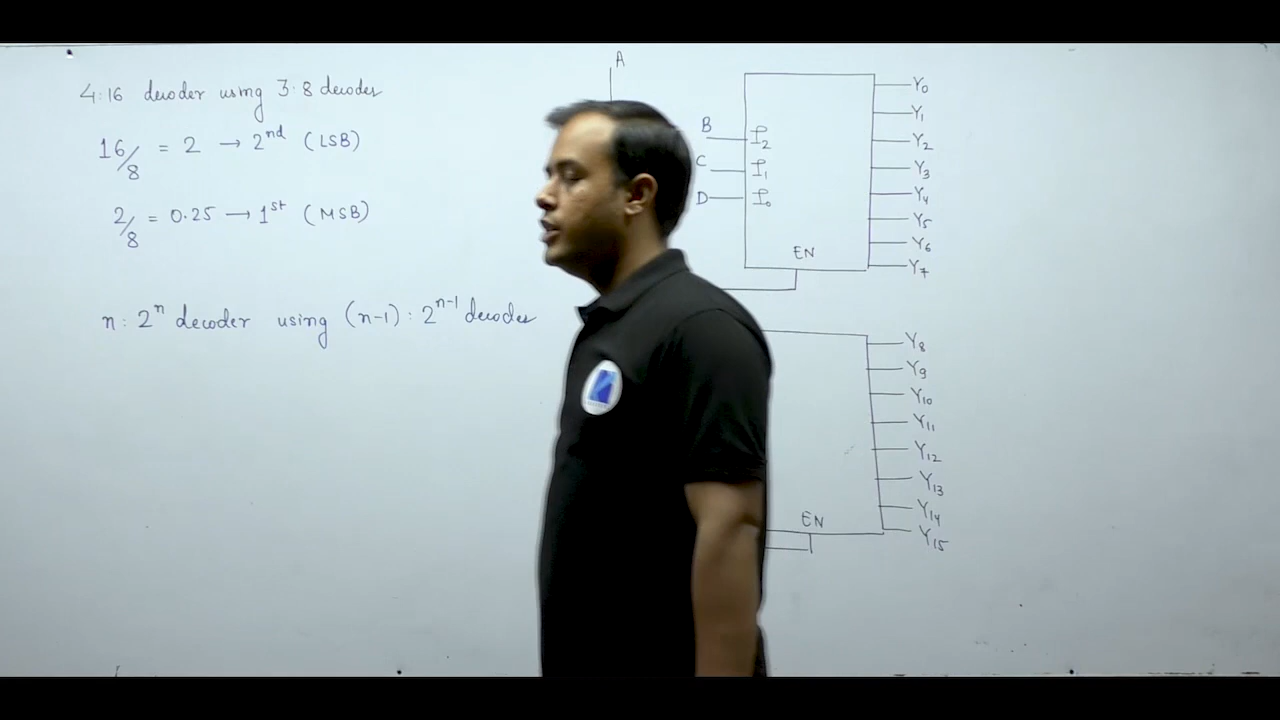 4:16 decoder using 3:8 decoder
16/8 = 2 → 2nd (LSB)
2/8 = 0.25 → 1st (MSB)
n : 2^n decoder using (n-1) : 2^n-1 decoder
A
B
C
D
I2
I1
I0
EN
Y0
Y1
Y2
Y3
Y4
Y5
Y6
Y7
EN
Y8
Y9
Y10
Y11
Y12
Y13
Y14
Y15